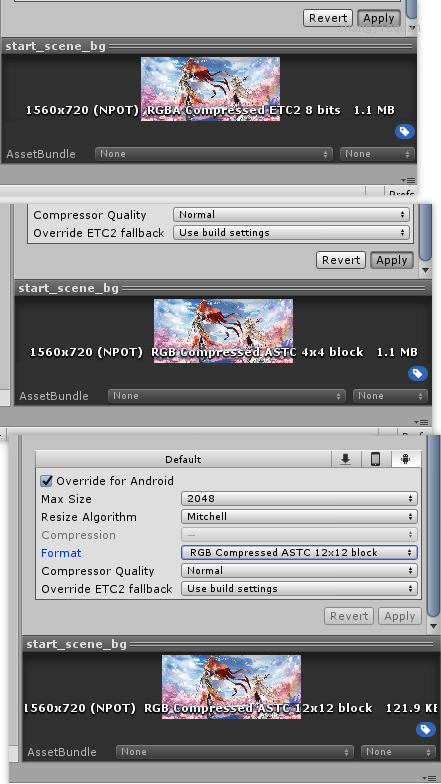 Revert Apply
start_scene_bg
1560x720 (NPOT) RGBA Compressed ETC2 8 bits 1.1 MB
AssetBundle None None
Prefs
Compressor Quality Normal
Override ETC2 fallback Use build settings
Revert Apply
start_scene_bg
1560x720 (NPOT) RGB Compressed ASTC 4x4 block 1.1 MB
AssetBundle None None
Default
Override for Android
Max Size 2048
Resize Algorithm Mitchell
Compression —
Format RGB Compressed ASTC 12x12 block
Compressor Quality Normal
Override ETC2 fallback Use build settings
Revert Apply
start_scene_bg
1560x720 (NPOT) RGB Compressed ASTC 12x12 block 121.9 KB
AssetBundle None None